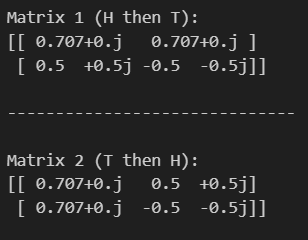 Matrix 1 (H then T):
[[ 0.707+0.j   0.707+0.j ]
 [ 0.5  +0.5j -0.5  -0.5j]]
------------------------------
Matrix 2 (T then H):
[[ 0.707+0.j   0.5  +0.5j]
 [ 0.707+0.j  -0.5  -0.5j]]